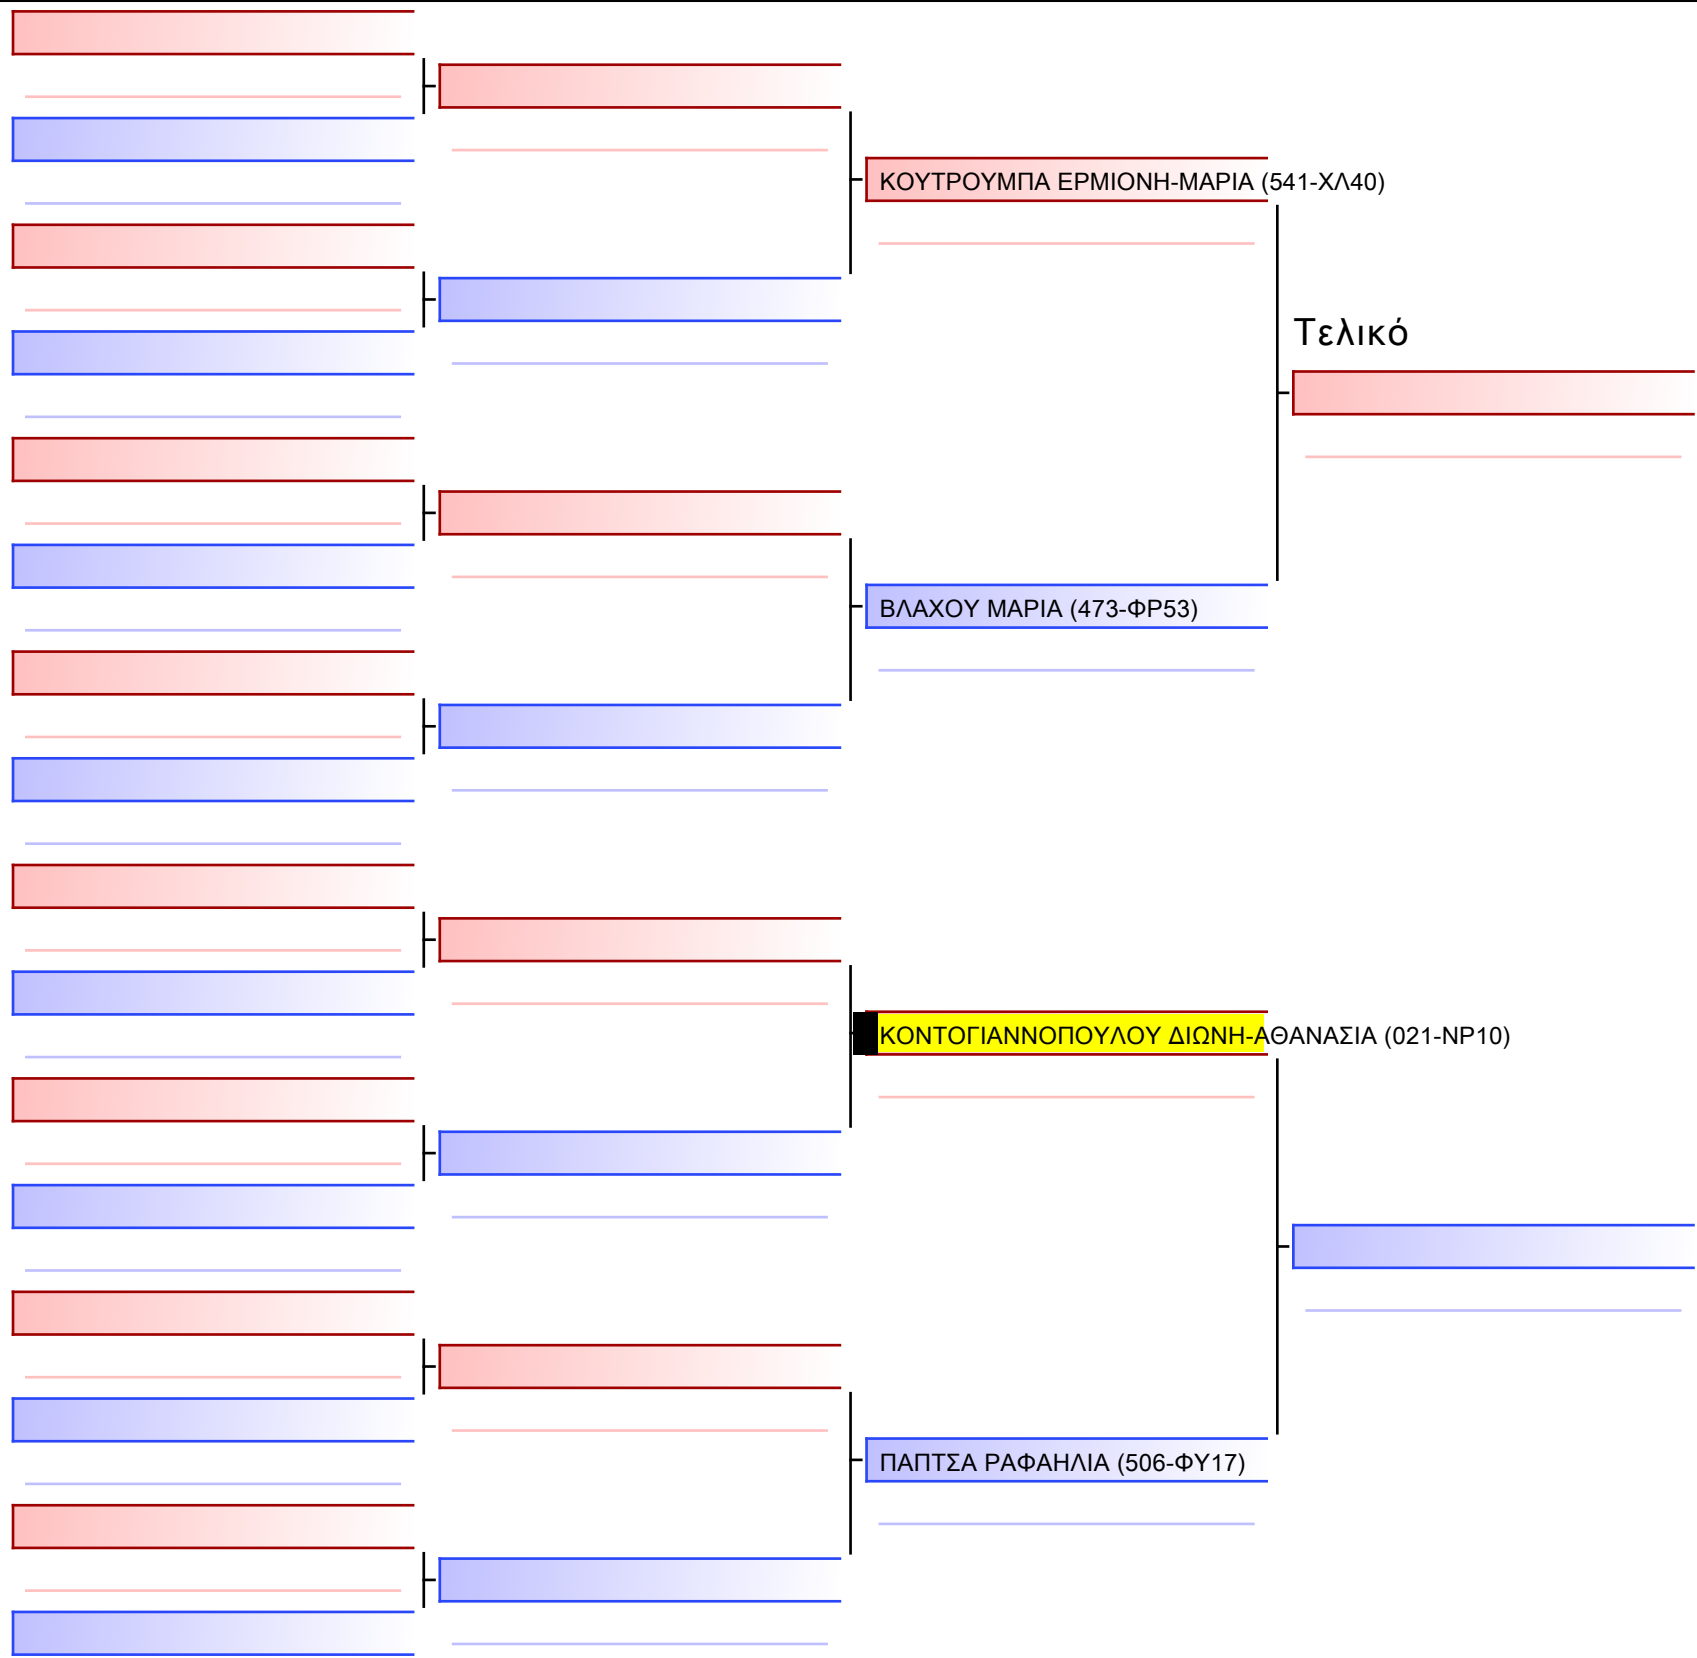 ΚΟΥΤΡΟΥΜΠΑ ΕΡΜΙΟΝΗ-ΜΑΡΙΑ (541-ΧΛ40)
Τελικό
ΒΛΑΧΟΥ ΜΑΡΙΑ (473-ΦΡ53)
ΚΟΝΤΟΓΙΑΝΝΟΠΟΥΛΟΥ ΔΙΩΝΗ-ΑΘΑΝΑΣΙΑ (021-ΝΡ10)
ΠΑΠΤΣΑ ΡΑΦΑΗΛΙΑ (506-ΦΥ17)